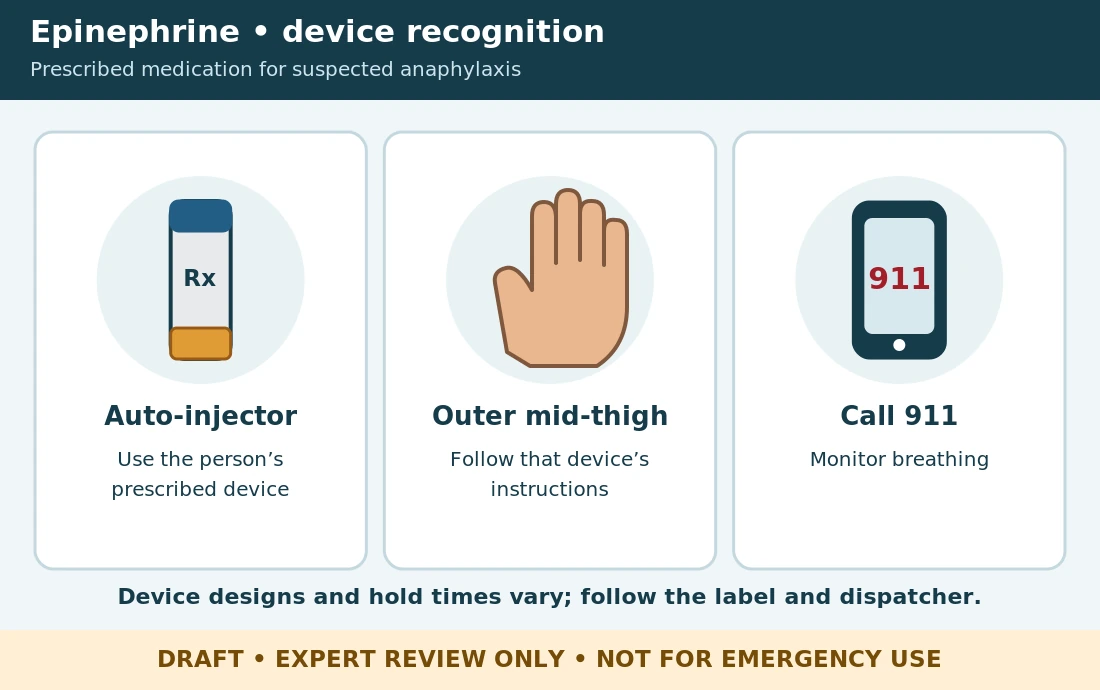 Epinephrine • device recognition
Prescribed medication for suspected anaphylaxis
Rx
Auto-injector
Use the person’s
prescribed device
Outer mid-thigh
Follow that device’s
instructions
911
Call 911
Monitor breathing
Device designs and hold times vary; follow the label and dispatcher.
DRAFT • EXPERT REVIEW ONLY • NOT FOR EMERGENCY USE